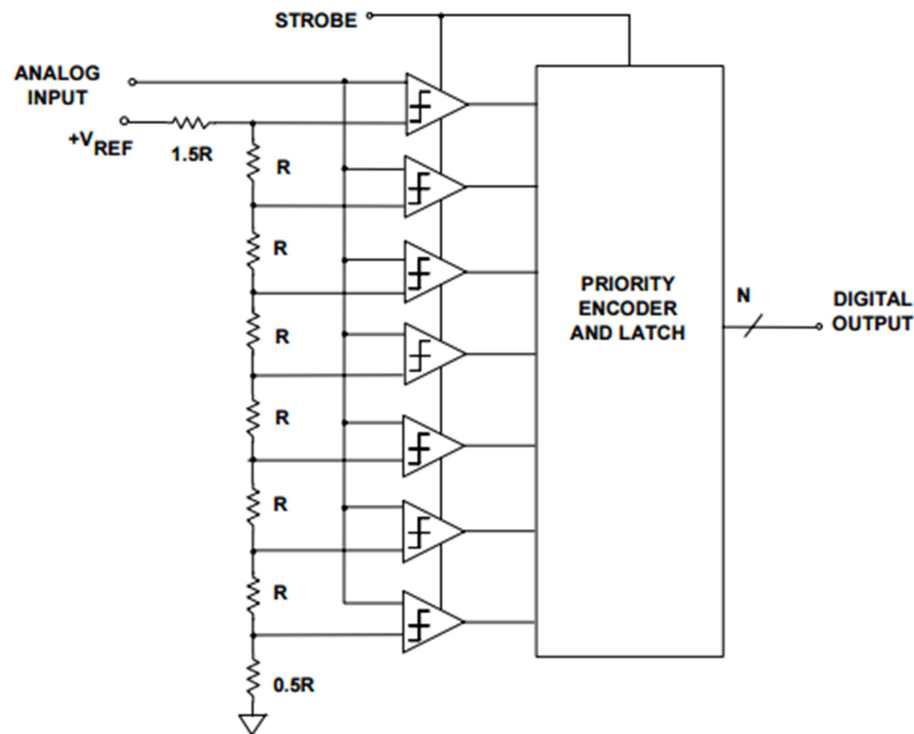 STROBE
ANALOG
INPUT
+VREF
1.5R
R
R
R
R
R
R
0.5R
PRIORITY
ENCODER
AND LATCH
N
DIGITAL
OUTPUT